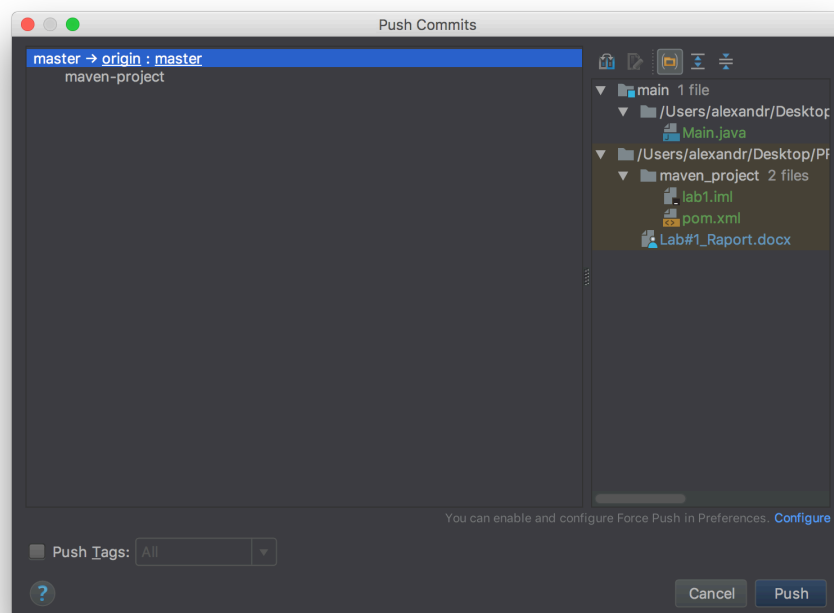 Push Commits
master → origin : master
maven-project
main 1 file
/Users/alexandr/Desktop
Main.java
/Users/alexandr/Desktop/PF
maven_project 2 files
lab1.iml
pom.xml
Lab#1_Raport.docx
You can enable and configure Force Push in Preferences. Configure
Push Tags: All
? Cancel Push